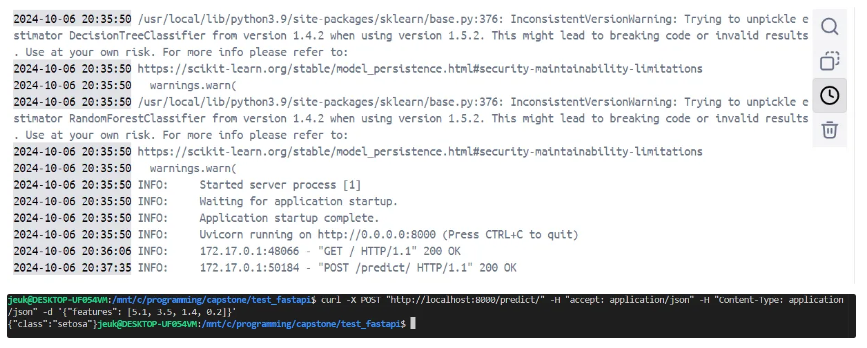 2024-10-06 20:35:50 /usr/local/lib/python3.9/site-packages/sklearn/base.py:376: InconsistentVersionWarning: Trying to unpickle e
stimator DecisionTreeClassifier from version 1.4.2 when using version 1.5.2. This might lead to breaking code or invalid results
. Use at your own risk. For more info please refer to:
2024-10-06 20:35:50 https://scikit-learn.org/stable/model_persistence.html#security-maintainability-limitations
2024-10-06 20:35:50   warnings.warn(
2024-10-06 20:35:50 /usr/local/lib/python3.9/site-packages/sklearn/base.py:376: InconsistentVersionWarning: Trying to unpickle e
stimator RandomForestClassifier from version 1.4.2 when using version 1.5.2. This might lead to breaking code or invalid results
. Use at your own risk. For more info please refer to:
2024-10-06 20:35:50 https://scikit-learn.org/stable/model_persistence.html#security-maintainability-limitations
2024-10-06 20:35:50   warnings.warn(
2024-10-06 20:35:50 INFO:     Started server process [1]
2024-10-06 20:35:50 INFO:     Waiting for application startup.
2024-10-06 20:35:50 INFO:     Application startup complete.
2024-10-06 20:35:50 INFO:     Uvicorn running on http://0.0.0.0:8000 (Press CTRL+C to quit)
2024-10-06 20:36:06 INFO:     172.17.0.1:48066 - "GET / HTTP/1.1" 200 OK
2024-10-06 20:37:35 INFO:     172.17.0.1:50184 - "POST /predict/ HTTP/1.1" 200 OK
jeuk@DESKTOP-UF054VM:/mnt/c/programming/capstone/test_fastapi$ curl -X POST "http://localhost:8000/predict/" -H "accept: application/json" -H "Content-Type: application
/json" -d '{"features": [5.1, 3.5, 1.4, 0.2]}'
{"class":"setosa"}jeuk@DESKTOP-UF054VM:/mnt/c/programming/capstone/test_fastapi$